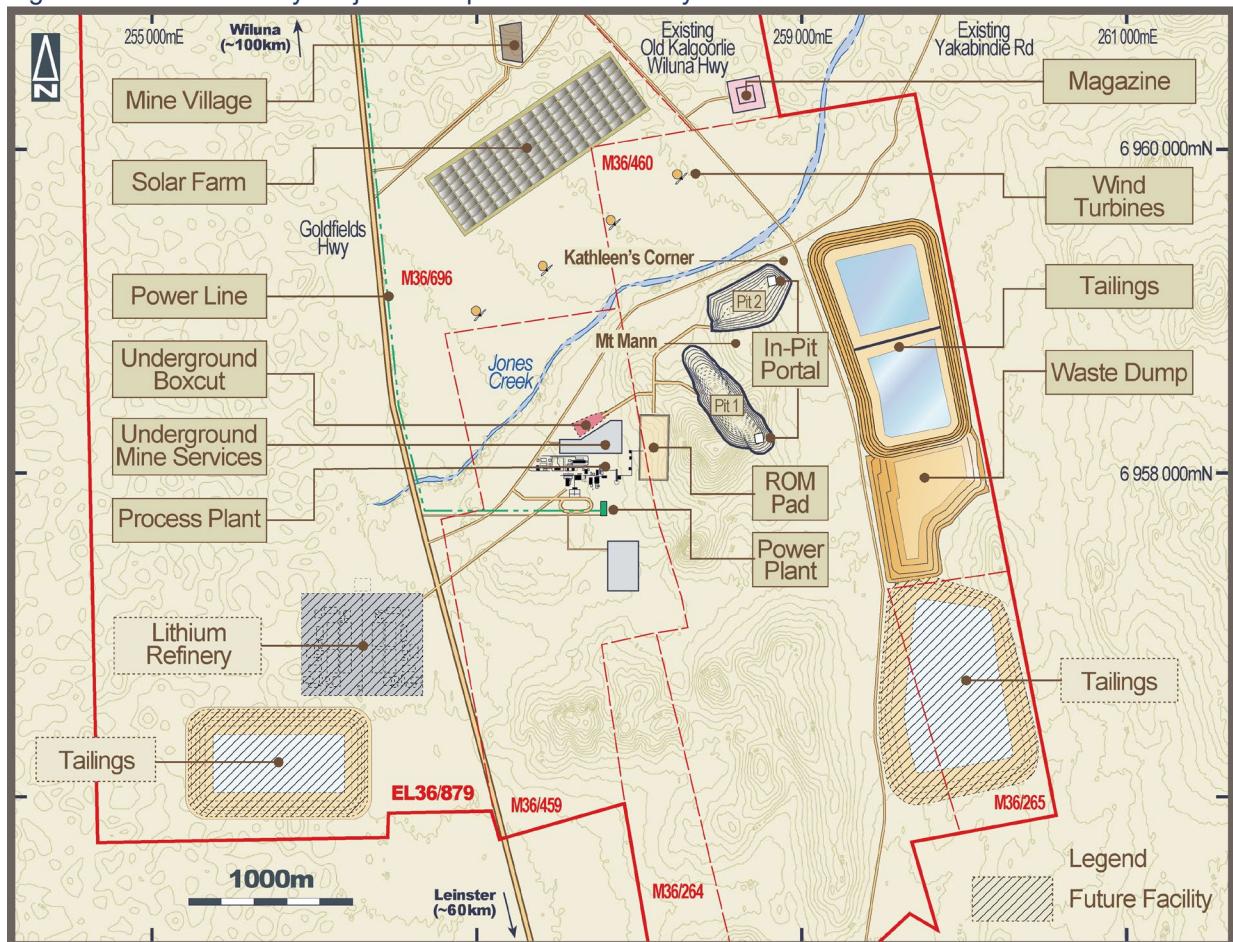 255 000mE
Wiluna
(~100km)
Existing
Old Kalgoorlie
Wiluna Hwy
259 000mE
Existing
Yakabindie Rd
261 000mE
N
Mine Village
Magazine
6 960 000mN
M36/460
Solar Farm
Wind
Turbines
Goldfields
Hwy
Kathleen's Corner
M36/696
Power Line
Pit 2
Tailings
Mt Mann
In-Pit
Portal
Underground
Boxcut
Jones
Creek
Waste Dump
Pit 1
Underground
Mine Services
6 958 000mN
ROM
Pad
Process Plant
Power
Plant
Lithium
Refinery
Tailings
Tailings
EL36/879
M36/459
M36/265
Legend
1000m
Leinster
(~60km)
M36/264
Future Facility